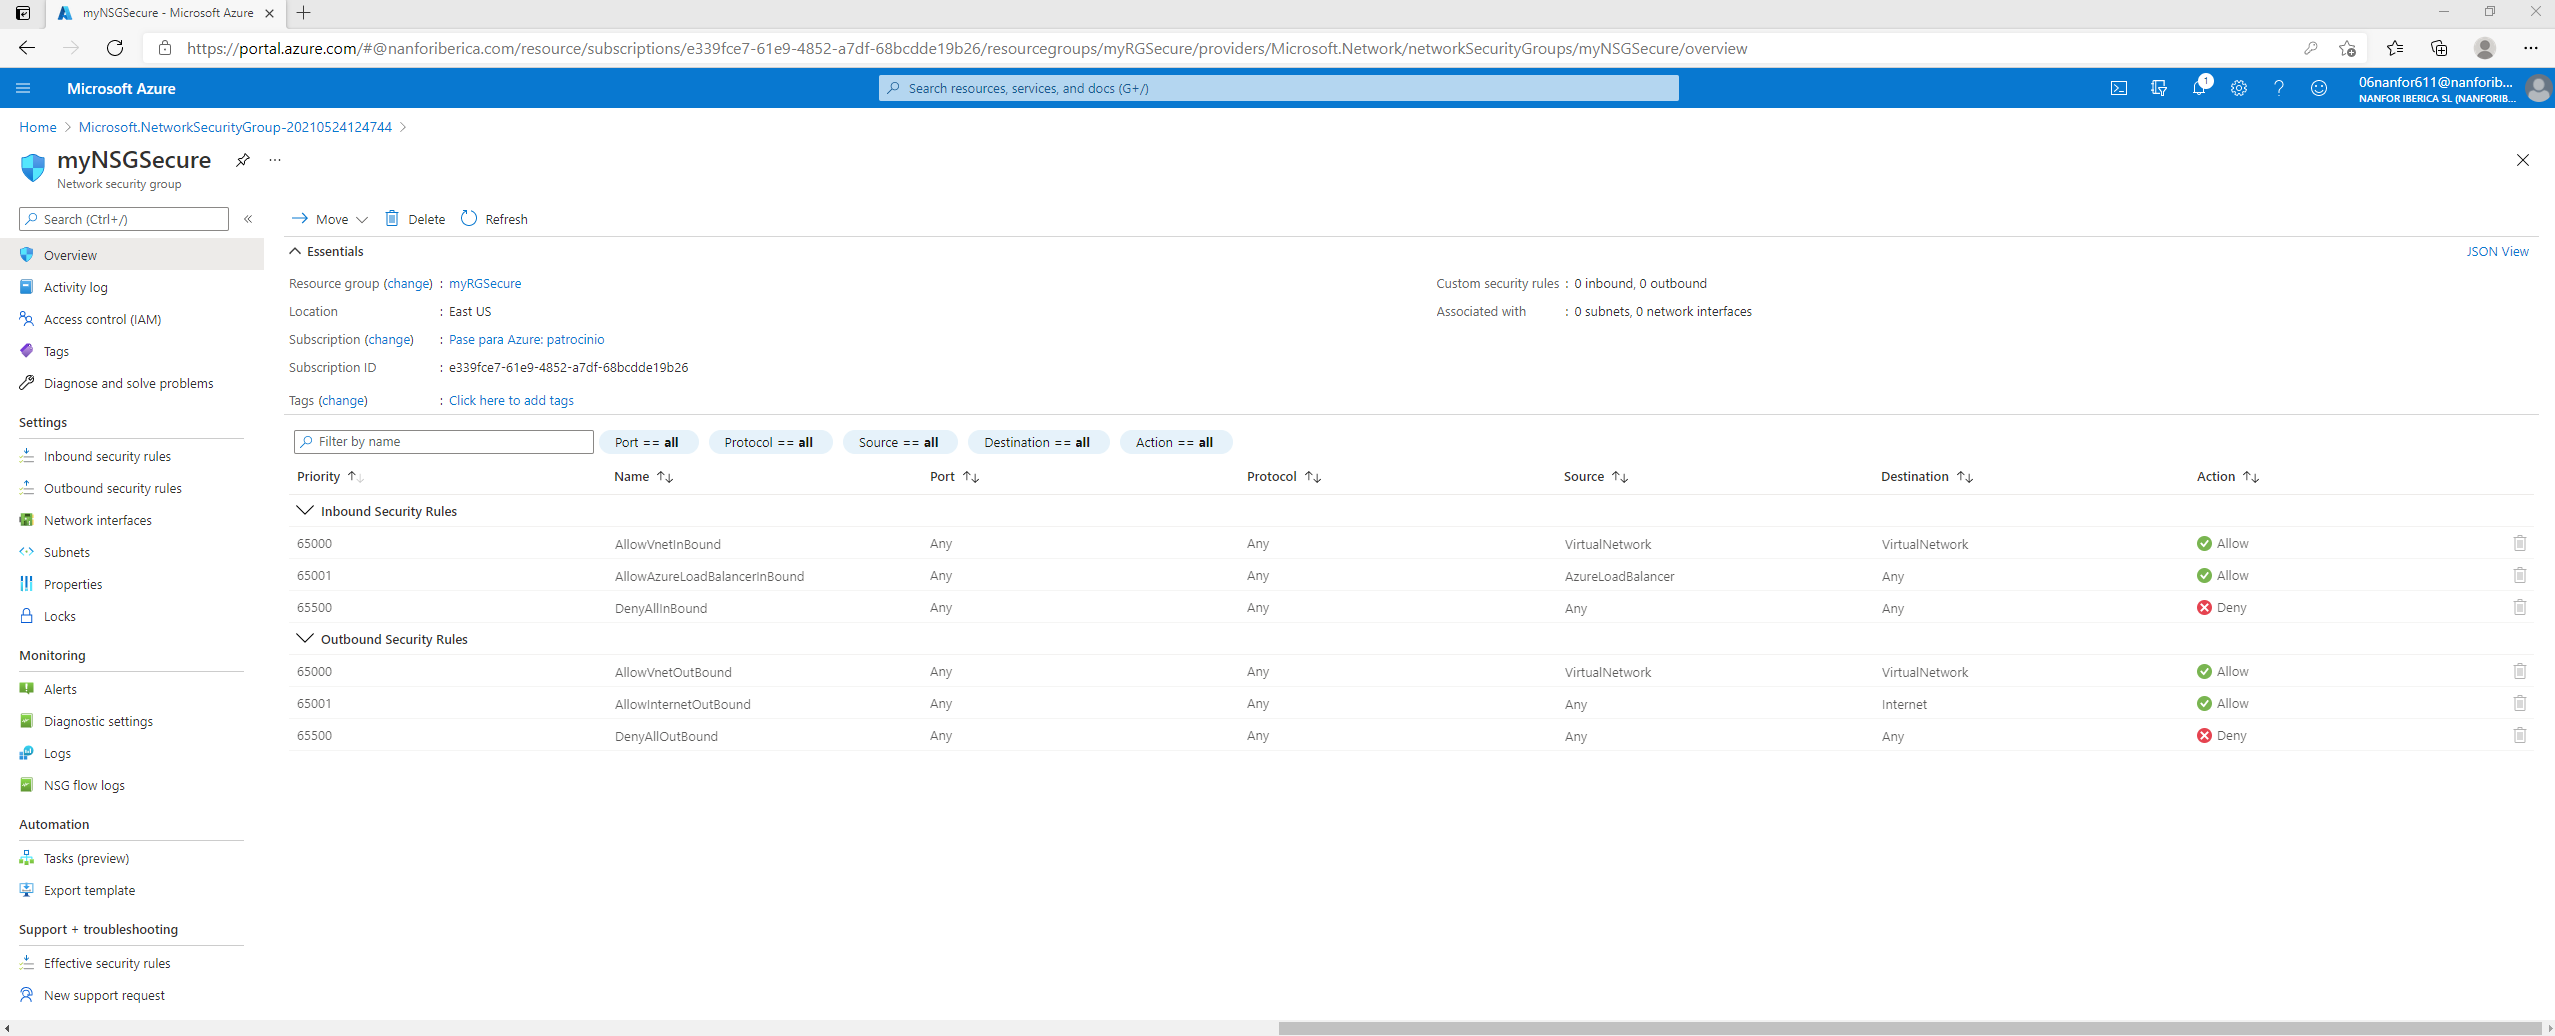 myNSGSecure - Microsoft Azure
https://portal.azure.com/#@nanforiberica.com/resource/subscriptions/e339fce7-61e9-4852-a7df-68bcdde19b26/resourcegroups/myRGSecure/providers/Microsoft.Network/networkSecurityGroups/myNSGSecure/overview
Microsoft Azure
Search resources, services, and docs (G+/)
1
06nanfor611@nanforib...
NANFOR IBERICA SL (NANFORIB...
Home > Microsoft.NetworkSecurityGroup-20210524124744 >
myNSGSecure
Network security group
Search (Ctrl+/)
Overview
Activity log
Access control (IAM)
Tags
Diagnose and solve problems
Settings
Inbound security rules
Outbound security rules
Network interfaces
Subnets
Properties
Locks
Monitoring
Alerts
Diagnostic settings
Logs
NSG flow logs
Automation
Tasks (preview)
Export template
Support + troubleshooting
Effective security rules
New support request
Move Delete Refresh
Essentials JSON View
Resource group (change) : myRGSecure
Location : East US
Subscription (change) : Pase para Azure: patrocinio
Subscription ID : e339fce7-61e9-4852-a7df-68bcdde19b26
Tags (change) : Click here to add tags
Custom security rules : 0 inbound, 0 outbound
Associated with : 0 subnets, 0 network interfaces
Filter by name Port == all Protocol == all Source == all Destination == all Action == all
Priority Name Port Protocol Source Destination Action
Inbound Security Rules
65000 AllowVnetInBound Any Any VirtualNetwork VirtualNetwork Allow
65001 AllowAzureLoadBalancerInBound Any Any AzureLoadBalancer Any Allow
65500 DenyAllInBound Any Any Any Any Deny
Outbound Security Rules
65000 AllowVnetOutBound Any Any VirtualNetwork VirtualNetwork Allow
65001 AllowInternetOutBound Any Any Any Internet Allow
65500 DenyAllOutBound Any Any Any Any Deny